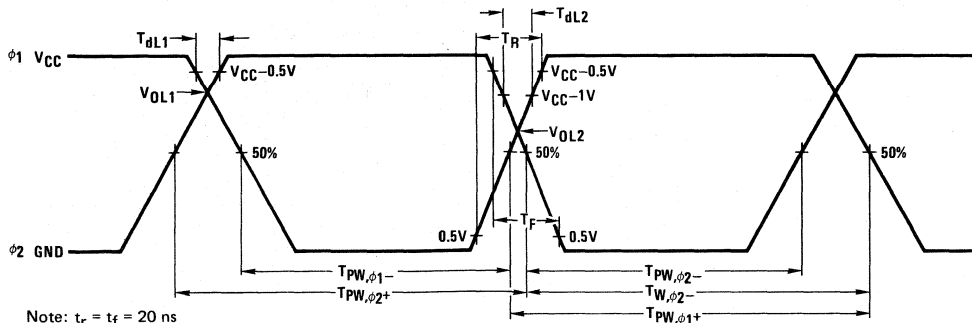 T_dL1
T_dL2
T_R
ϕ1 V_CC
V_CC−0.5V
V_CC−0.5V
V_OL1
V_CC−1V
V_OL2
50%
50%
50%
T_F
0.5V
0.5V
ϕ2 GND
T_PW,ϕ1−
T_PW,ϕ2−
T_PW,ϕ2+
T_W,ϕ2−
T_PW,ϕ1+
Note: t_r = t_f = 20 ns